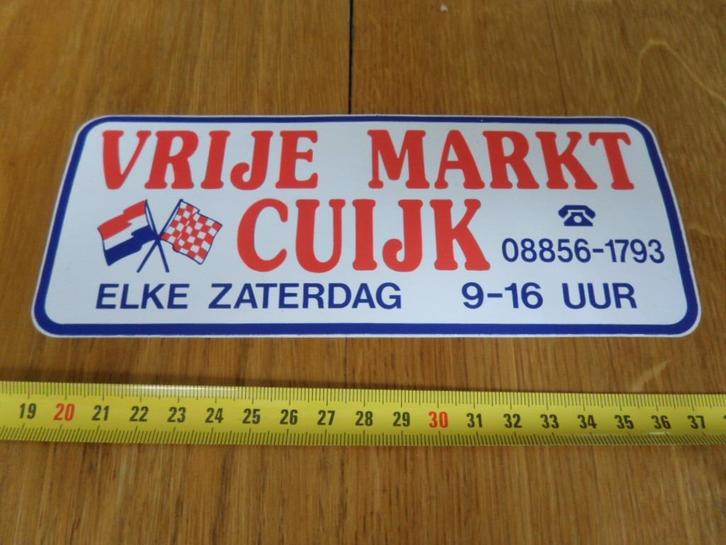 VRIJE MARKT
CUIJK
08856-1793
ELKE ZATERDAG 9-16 UUR
19 20 21 22 23 24 25 26 27 28 29 30 31 32 33 34 35 36 37